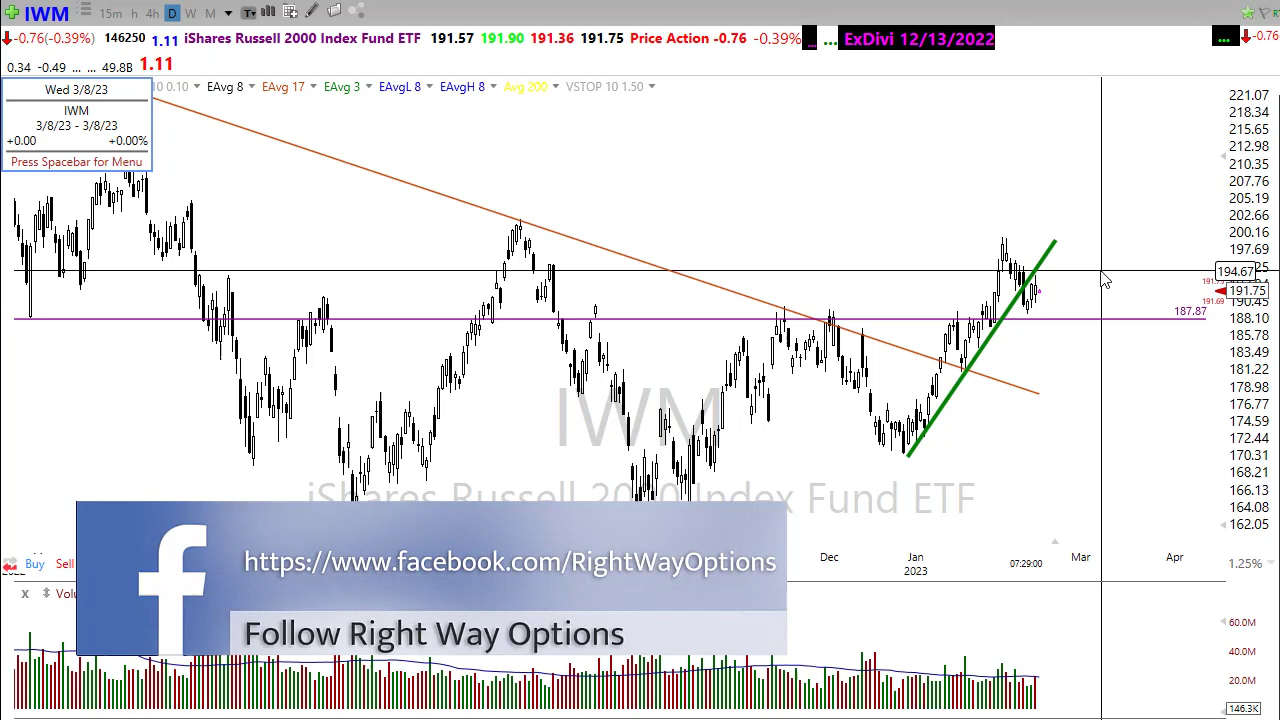 IWM 15m h 4h D W M T
-0.76(-0.39%) 146250 1.11 iShares Russell 2000 Index Fund ETF 191.57 191.90 191.36 191.75 Price Action -0.76 -0.39% ... ... ExDivi 12/13/2022 ... -0.76
0.34 -0.49 ... ... 49.8B 1.11
10 0.10 EAvg 8 EAvg 17 EAvg 3 EAvgL 8 EAvgH 8 Avg 200 VSTOP 10 1.50
Wed 3/8/23
IWM
3/8/23 - 3/8/23
+0.00 +0.00%
Press Spacebar for Menu
221.07
218.34
215.65
212.98
210.35
207.76
205.19
202.66
200.16
197.69
194.67
191.75
191.69
190.45
187.87
188.10
185.78
183.49
181.22
178.98
176.77
174.59
172.44
170.31
168.21
166.13
164.08
162.05
IWM
iShares Russell 2000 Index Fund ETF
Buy Sell
Dec Jan Mar Apr
2023 07:29:00 1.25%
x Volu
https://www.facebook.com/RightWayOptions
Follow Right Way Options
60.0M
40.0M
20.0M
146.3K